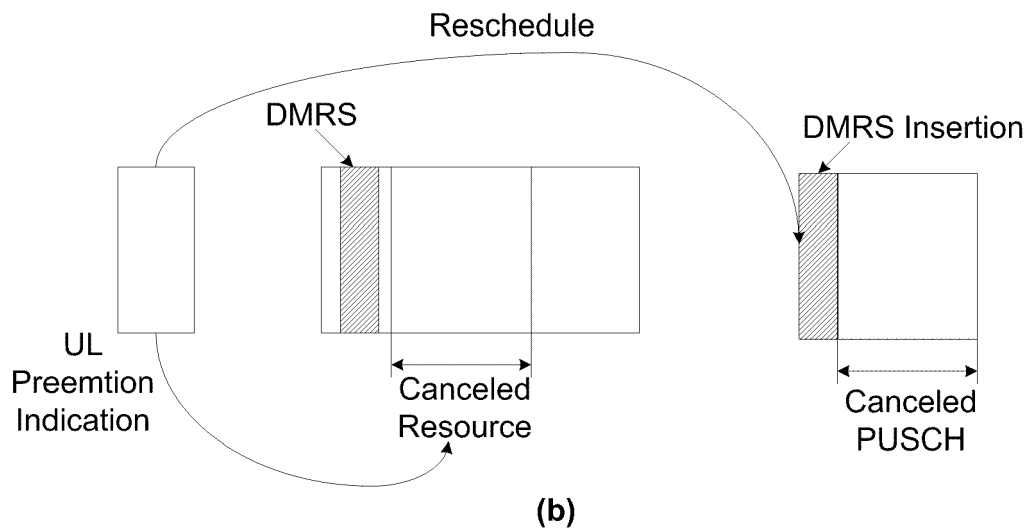 Reschedule
DMRS
DMRS Insertion
UL
Preemtion
Indication
Canceled
Resource
Canceled
PUSCH
(b)